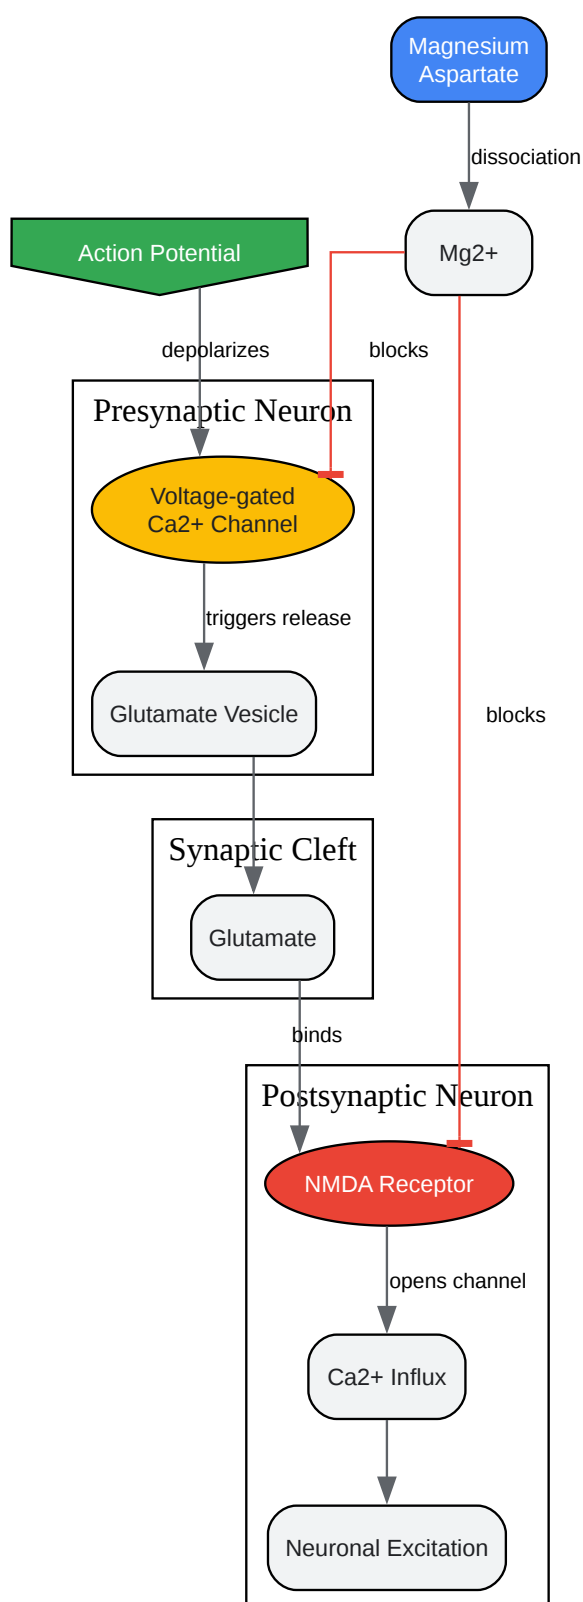 Magnesium
Aspartate
dissociation
Action Potential
Mg2+
depolarizes
blocks
Presynaptic Neuron
Voltage-gated
Ca2+ Channel
triggers release
Glutamate Vesicle
blocks
Synaptic Cleft
Glutamate
binds
Postsynaptic Neuron
NMDA Receptor
opens channel
Ca2+ Influx
Neuronal Excitation